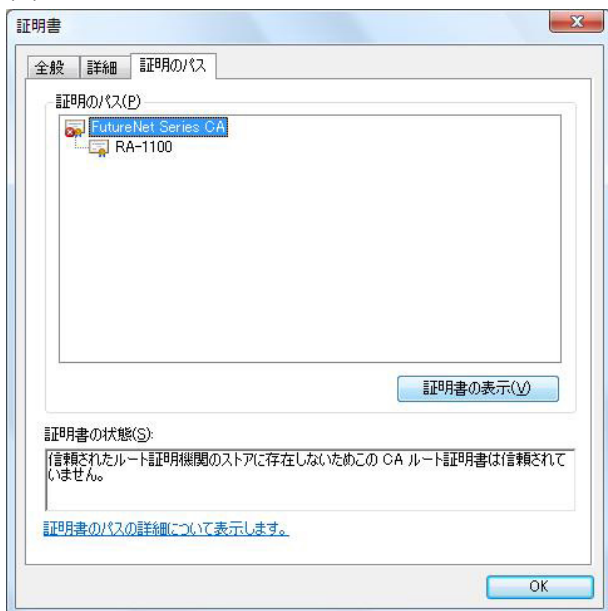 証明書
全般
詳細
証明のパス
証明のパス(P)
FutureNet Series CA
RA-1100
証明書の表示(V)
証明書の状態(S):
信頼されたルート証明機関のストアに存在しないためこの CA ルート証明書は信頼されて
いません。
証明書のパスの詳細について表示します。
OK